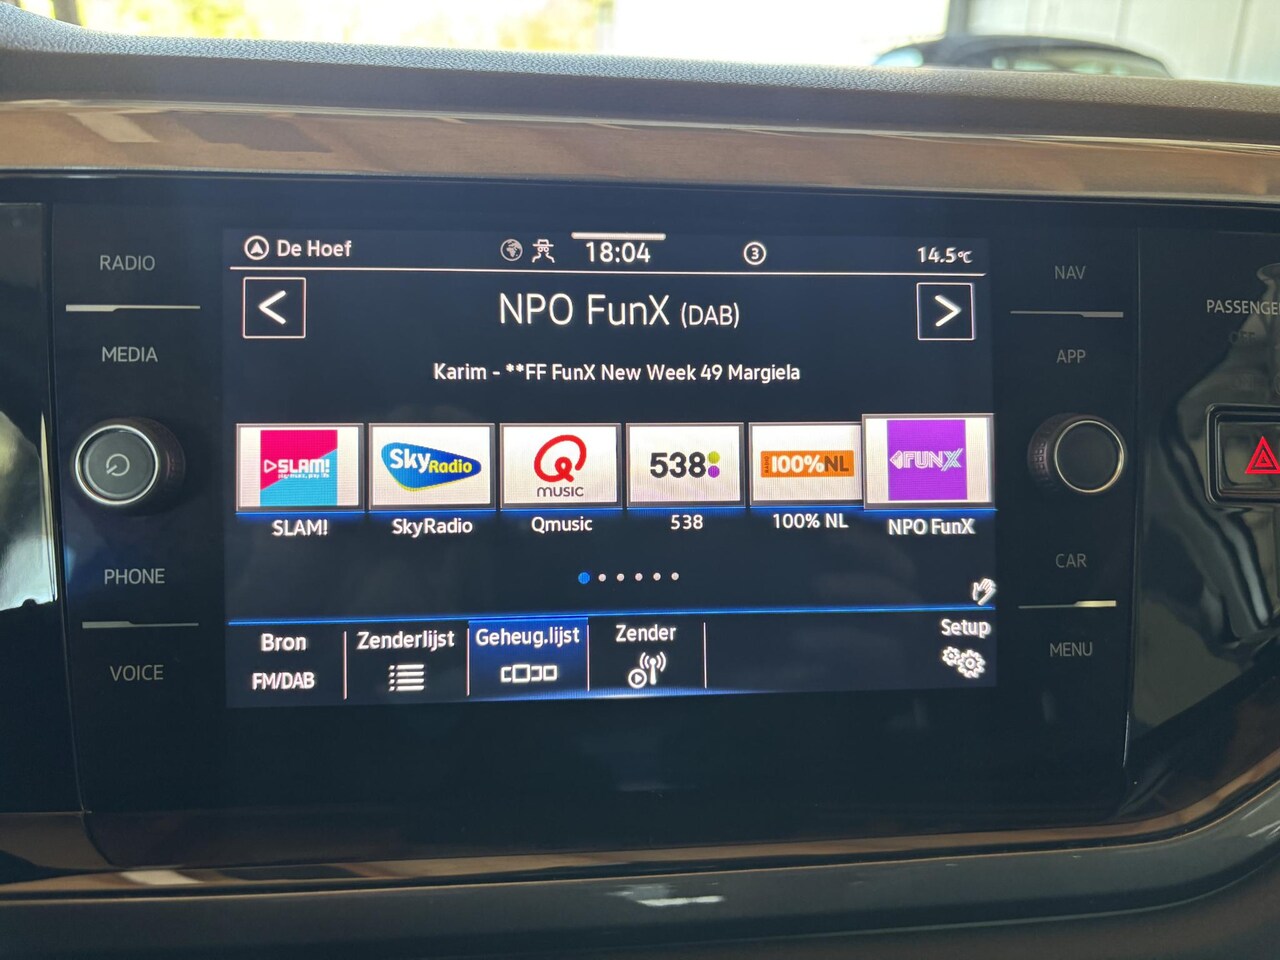 De Hoef
18:04
3
14.5°C
RADIO
MEDIA
PHONE
VOICE
NAV
APP
CAR
MENU
PASSENGE
<
NPO FunX (DAB)
>
Karim - **FF FunX New Week 49 Margiela
SLAM!
Sky Radio
Q MUSIC
538
RADIO 100%NL
FUNX
SLAM!
SkyRadio
Qmusic
538
100% NL
NPO FunX
Bron
FM/DAB
Zenderlijst
Geheug.lijst
Zender
Setup